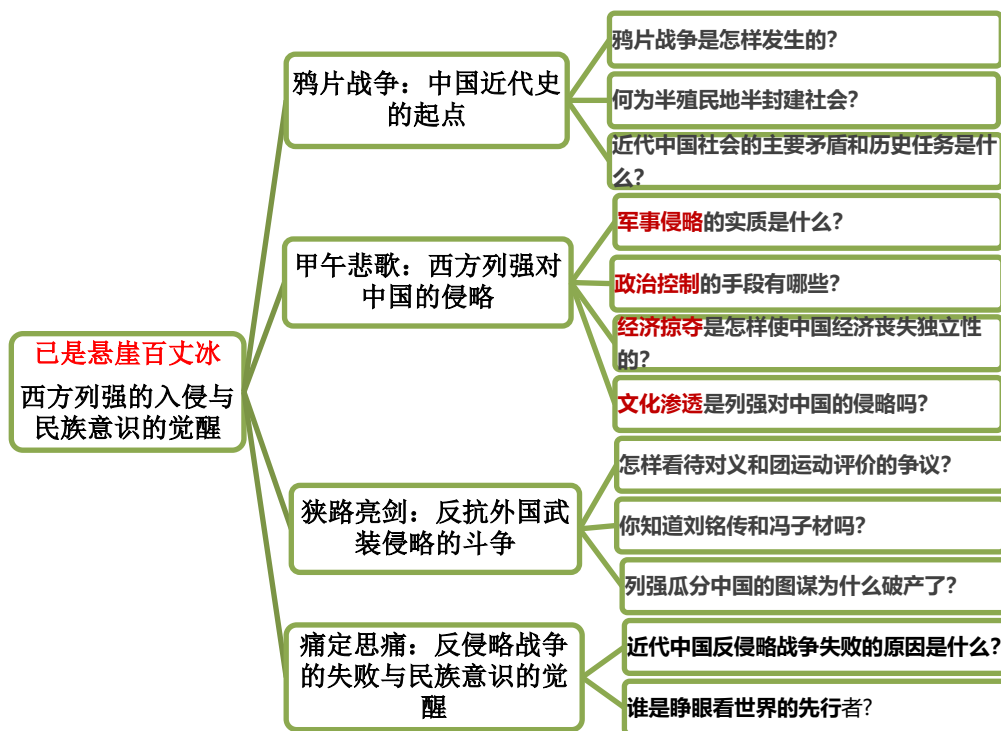 鸦片战争：中国近代史
的起点
鸦片战争是怎样发生的？
何为半殖民地半封建社会？
近代中国社会的主要矛盾和历史任务是什
么？
甲午悲歌：西方列强对
中国的侵略
军事侵略的实质是什么？
政治控制的手段有哪些？
经济掠夺是怎样使中国经济丧失独立性
的？
文化渗透是列强对中国的侵略吗？
已是悬崖百丈冰
西方列强的入侵与
民族意识的觉醒
狭路亮剑：反抗外国武
装侵略的斗争
怎样看待对义和团运动评价的争议？
你知道刘铭传和冯子材吗？
列强瓜分中国的图谋为什么破产了？
痛定思痛：反侵略战争
的失败与民族意识的觉
醒
近代中国反侵略战争失败的原因是什么？
谁是睁眼看世界的先行者？